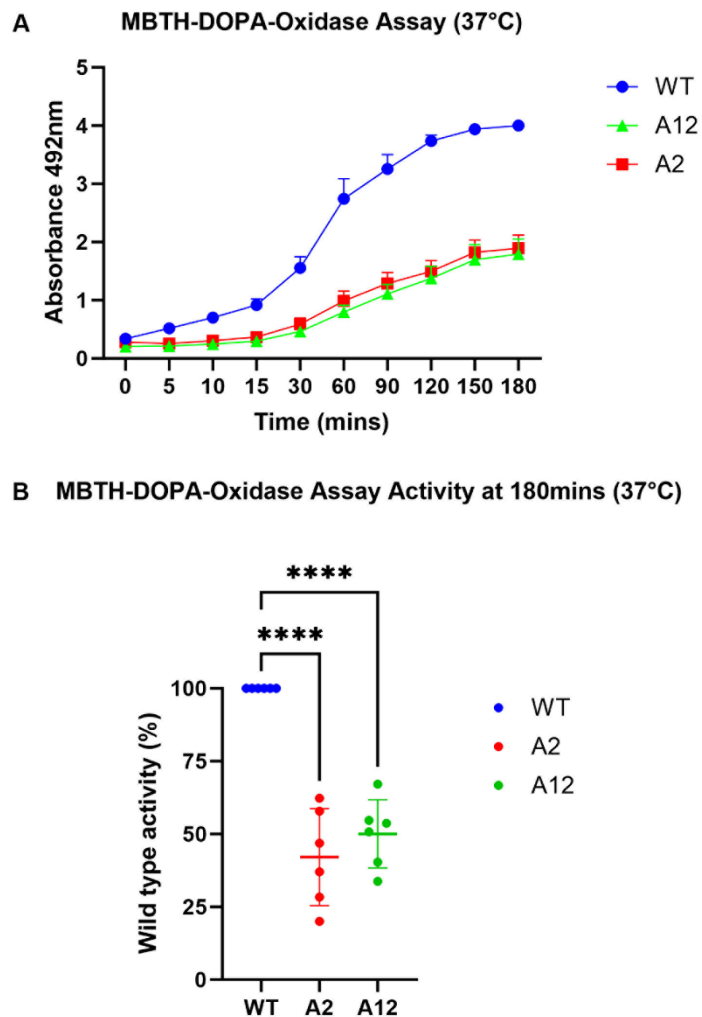 A MBTH-DOPA-Oxidase Assay (37°C)
5
4
3
2
1
0
Absorbance 492nm
0 5 10 15 30 60 90 120 150 180
Time (mins)
WT
A12
A2
B MBTH-DOPA-Oxidase Assay Activity at 180mins (37°C)
****
****
100
75
50
25
0
Wild type activity (%)
WT A2 A12
WT
A2
A12